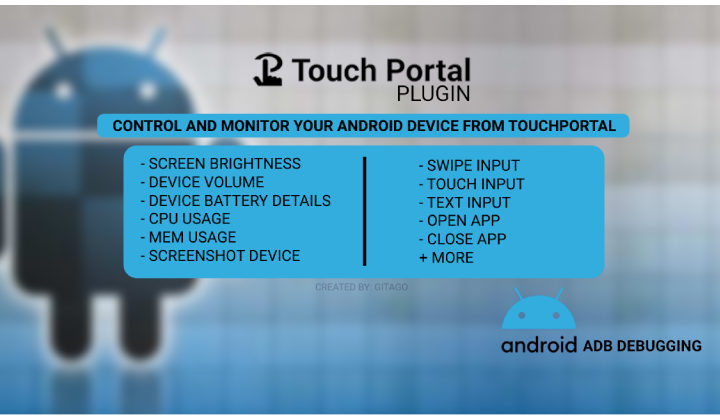 Touch Portal
PLUGIN
CONTROL AND MONITOR YOUR ANDROID DEVICE FROM TOUCHPORTAL
- SCREEN BRIGHTNESS
- DEVICE VOLUME
- DEVICE BATTERY DETAILS
- CPU USAGE
- MEM USAGE
- SCREENSHOT DEVICE
- SWIPE INPUT
- TOUCH INPUT
- TEXT INPUT
- OPEN APP
- CLOSE APP
+ MORE
CREATED BY: GITAGO
android ADB DEBUGGING